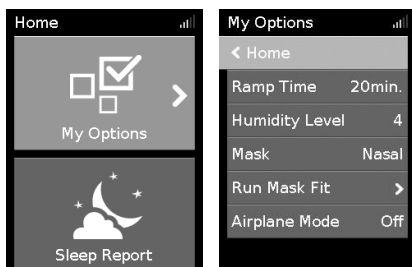 Home
My Options
Sleep Report
My Options
Home
Ramp Time 20min.
Humidity Level 4
Mask Nasal
Run Mask Fit
Airplane Mode Off